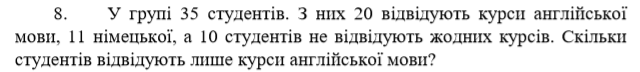 8. У групі 35 студентів. З них 20 відвідують курси англійської
мови, 11 німецької, а 10 студентів не відвідують жодних курсів. Скільки
студентів відвідують лише курси англійської мови?